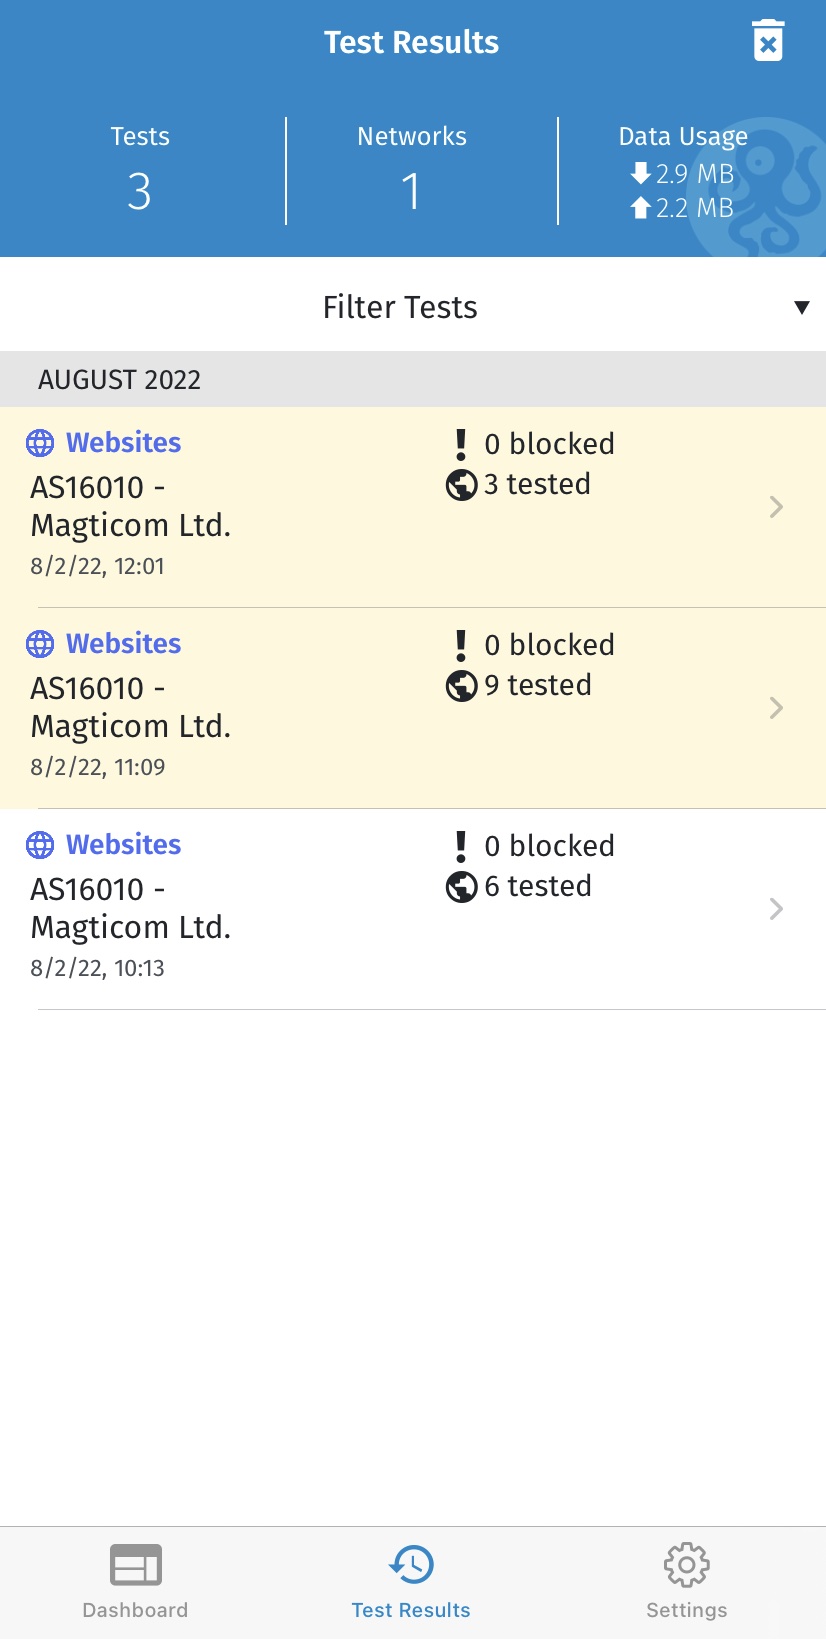 Test Results
Tests
3
Networks
1
Data Usage
2.9 MB
2.2 MB
Filter Tests
AUGUST 2022
Websites
AS16010 -
Magticom Ltd.
8/2/22, 12:01
0 blocked
3 tested
Websites
AS16010 -
Magticom Ltd.
8/2/22, 11:09
0 blocked
9 tested
Websites
AS16010 -
Magticom Ltd.
8/2/22, 10:13
0 blocked
6 tested
Dashboard
Test Results
Settings